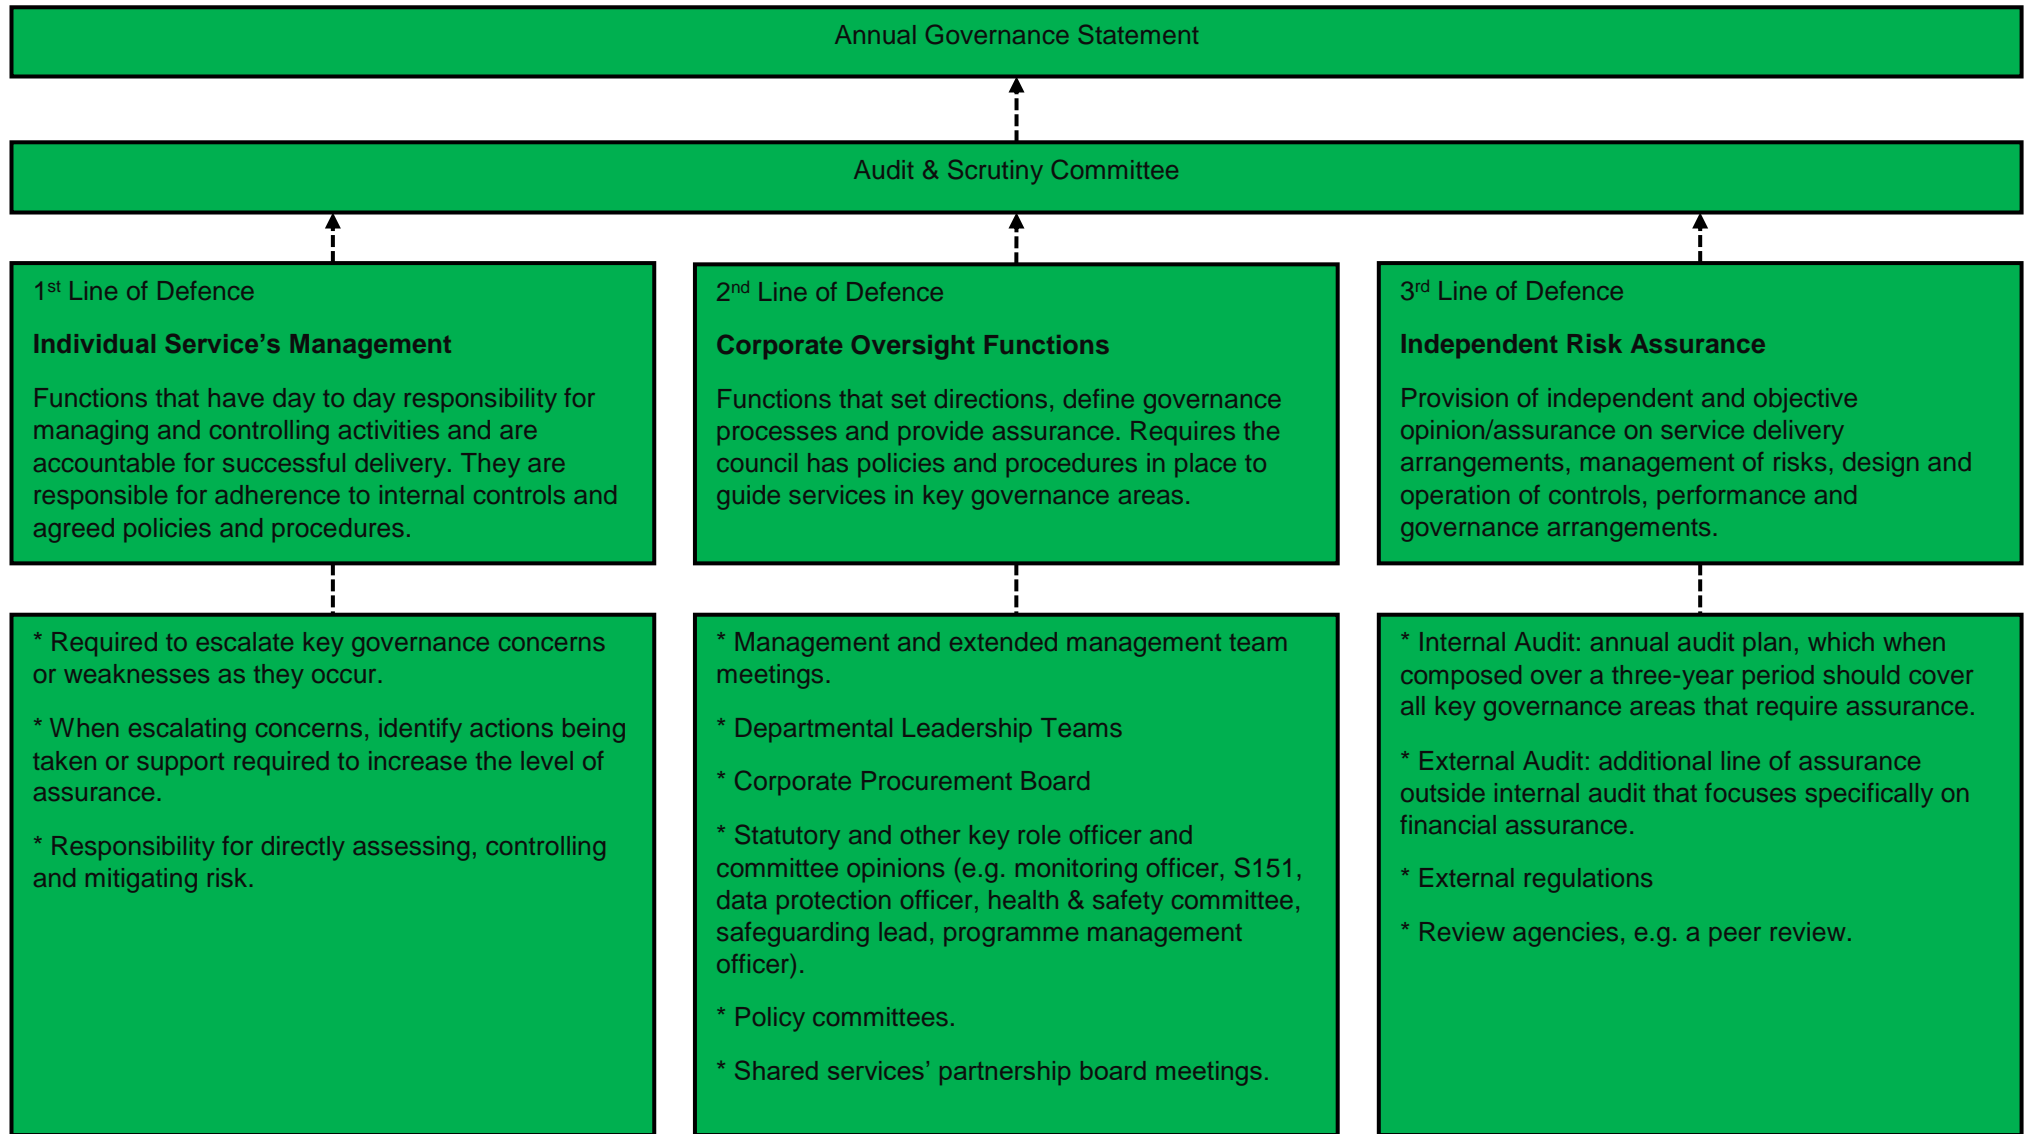 Annual Governance Statement
Audit & Scrutiny Committee
1st Line of Defence
Individual Service’s Management
Functions that have day to day responsibility for
managing and controlling activities and are
accountable for successful delivery. They are
responsible for adherence to internal controls and
agreed policies and procedures.
2nd Line of Defence
Corporate Oversight Functions
Functions that set directions, define governance
processes and provide assurance. Requires the
council has policies and procedures in place to
guide services in key governance areas.
3rd Line of Defence
Independent Risk Assurance
Provision of independent and objective
opinion/assurance on service delivery
arrangements, management of risks, design and
operation of controls, performance and
governance arrangements.
* Required to escalate key governance concerns
or weaknesses as they occur.
* When escalating concerns, identify actions being
taken or support required to increase the level of
assurance.
* Responsibility for directly assessing, controlling
and mitigating risk.
* Management and extended management team
meetings.
* Departmental Leadership Teams
* Corporate Procurement Board
* Statutory and other key role officer and
committee opinions (e.g. monitoring officer, S151,
data protection officer, health & safety committee,
safeguarding lead, programme management
officer).
* Policy committees.
* Shared services’ partnership board meetings.
* Internal Audit: annual audit plan, which when
composed over a three-year period should cover
all key governance areas that require assurance.
* External Audit: additional line of assurance
outside internal audit that focuses specifically on
financial assurance.
* External regulations
* Review agencies, e.g. a peer review.